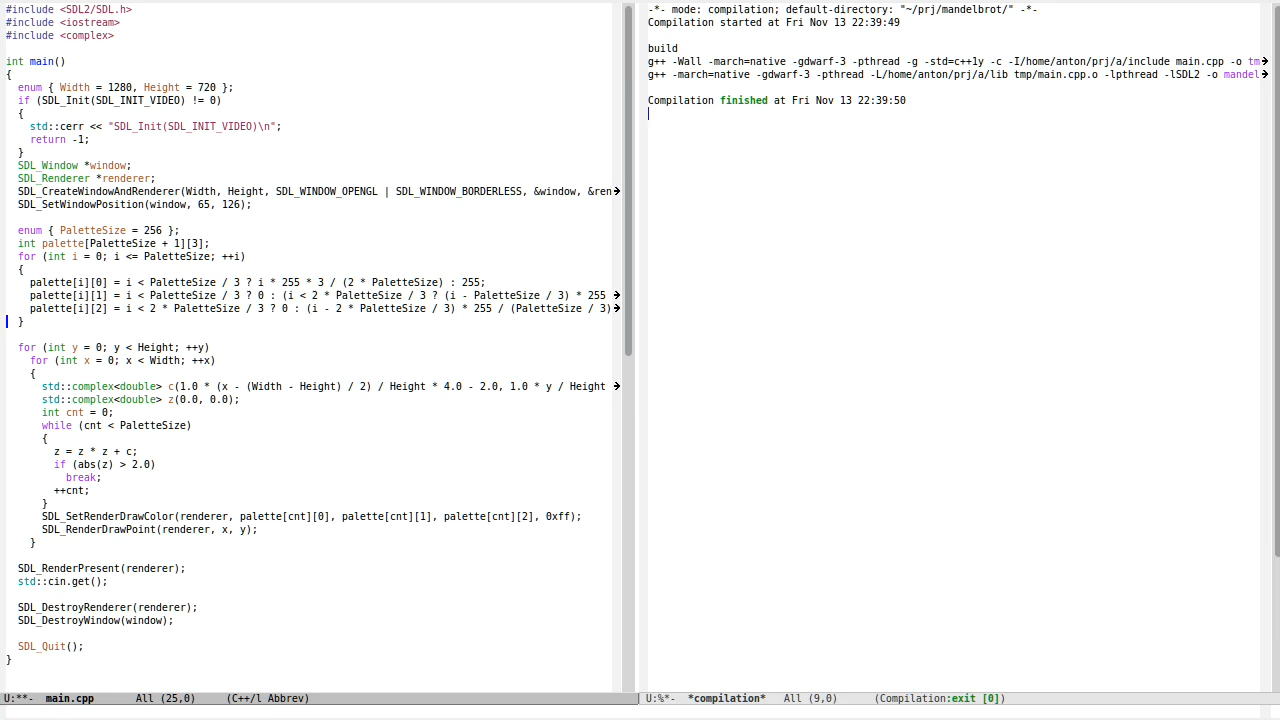 #include <SDL2/SDL.h>
#include <iostream>
#include <complex>

int main()
{
  enum { Width = 1280, Height = 720 };
  if (SDL_Init(SDL_INIT_VIDEO) != 0)
  {
    std::cerr << "SDL_Init(SDL_INIT_VIDEO)\n";
    return -1;
  }
  SDL_Window *window;
  SDL_Renderer *renderer;
  SDL_CreateWindowAndRenderer(Width, Height, SDL_WINDOW_OPENGL | SDL_WINDOW_BORDERLESS, &window, &ren
  SDL_SetWindowPosition(window, 65, 126);

  enum { PaletteSize = 256 };
  int palette[PaletteSize + 1][3];
  for (int i = 0; i <= PaletteSize; ++i)
  {
    palette[i][0] = i < PaletteSize / 3 ? i * 255 * 3 / (2 * PaletteSize) : 255;
    palette[i][1] = i < PaletteSize / 3 ? 0 : (i < 2 * PaletteSize / 3 ? (i - PaletteSize / 3) * 255
    palette[i][2] = i < 2 * PaletteSize / 3 ? 0 : (i - 2 * PaletteSize / 3) * 255 / (PaletteSize / 3)
  }

  for (int y = 0; y < Height; ++y)
    for (int x = 0; x < Width; ++x)
    {
      std::complex<double> c(1.0 * (x - (Width - Height) / 2) / Height * 4.0 - 2.0, 1.0 * y / Height
      std::complex<double> z(0.0, 0.0);
      int cnt = 0;
      while (cnt < PaletteSize)
      {
        z = z * z + c;
        if (abs(z) > 2.0)
          break;
        ++cnt;
      }
      SDL_SetRenderDrawColor(renderer, palette[cnt][0], palette[cnt][1], palette[cnt][2], 0xff);
      SDL_RenderDrawPoint(renderer, x, y);
    }

  SDL_RenderPresent(renderer);
  std::cin.get();

  SDL_DestroyRenderer(renderer);
  SDL_DestroyWindow(window);

  SDL_Quit();
}
U:**-  main.cpp       All (25,0)     (C++/l Abbrev)
-*- mode: compilation; default-directory: "~/prj/mandelbrot/" -*-
Compilation started at Fri Nov 13 22:39:49

build
g++ -Wall -march=native -gdwarf-3 -pthread -g -std=c++1y -c -I/home/anton/prj/a/include main.cpp -o tm
g++ -march=native -gdwarf-3 -pthread -L/home/anton/prj/a/lib tmp/main.cpp.o -lpthread -lSDL2 -o mandel

Compilation finished at Fri Nov 13 22:39:50
U:%*-  *compilation*   All (9,0)      (Compilation:exit [0])